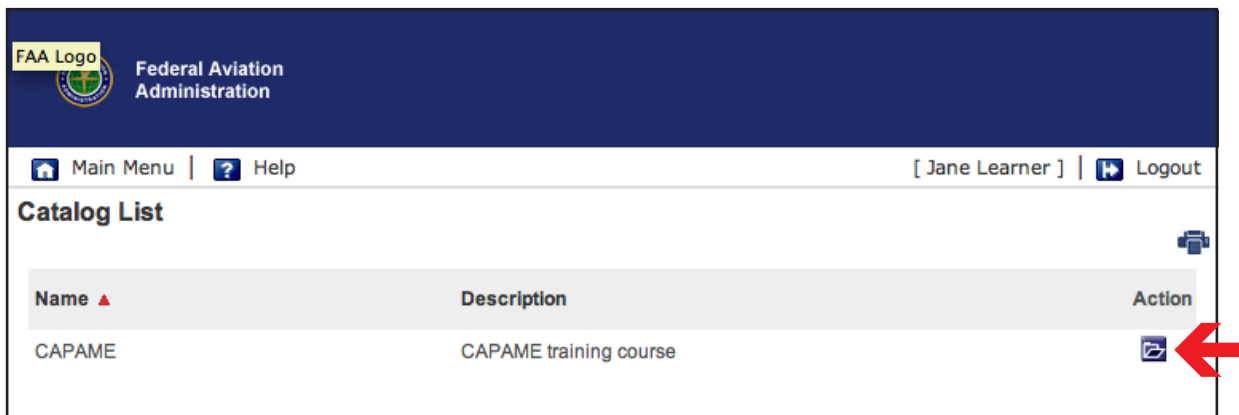 FAA Logo
Federal Aviation
Administration
Main Menu | ? Help [ Jane Learner ] | Logout
Catalog List
Name Description Action
CAPAME CAPAME training course